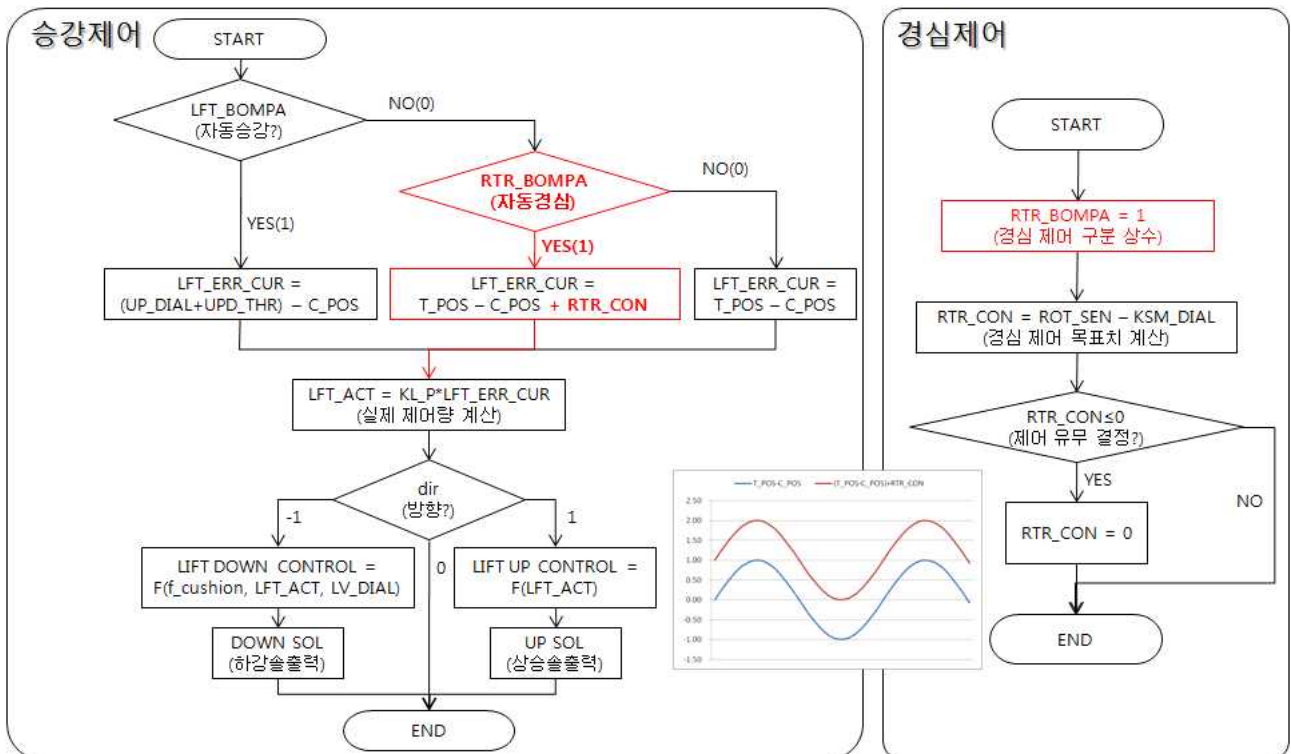 승강제어
START
LFT_BOMPA
(자동승강?)
NO(0)
RTR_BOMPA
(자동경심)
NO(0)
YES(1)
YES(1)
LFT_ERR_CUR =
(UP_DIAL+UPD_THR) – C_POS
LFT_ERR_CUR =
T_POS – C_POS + RTR_CON
LFT_ERR_CUR =
T_POS – C_POS
LFT_ACT = KL_P*LFT_ERR_CUR
(실제 제어량 계산)
dir
(방향?)
-1
0
1
LIFT DOWN CONTROL =
F(f_cushion, LFT_ACT, LV_DIAL)
LIFT UP CONTROL =
F(LFT_ACT)
DOWN SOL
(하강솔출력)
UP SOL
(상승솔출력)
END
T_POS-C_POS
(T_POS-C_POS)+RTR_CON
2.50
2.00
1.50
1.00
0.50
0.00
-0.50
-1.00
-1.50
경심제어
START
RTR_BOMPA = 1
(경심 제어 구분 상수)
RTR_CON = ROT_SEN – KSM_DIAL
(경심 제어 목표치 계산)
RTR_CON≤0
(제어 유무 결정?)
YES
NO
RTR_CON = 0
END